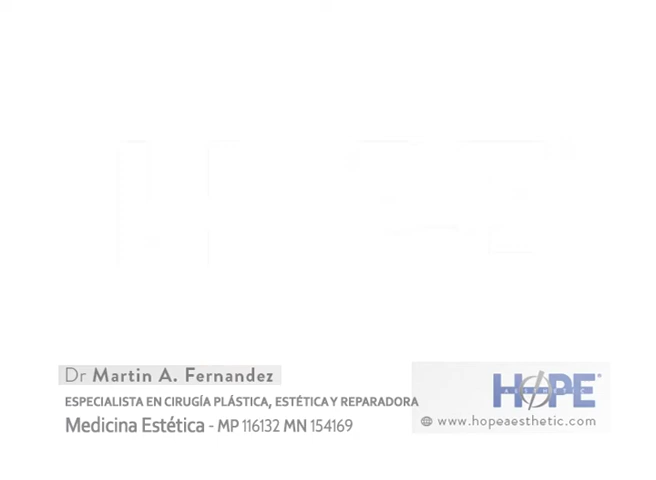 Dr Martin A. Fernandez
ESPECIALISTA EN CIRUGÍA PLÁSTICA, ESTÉTICA Y REPARADORA
Medicina Estética - MP 116132 MN 154169
HOPE®
AESTHETIC
www.hopeaesthetic.com